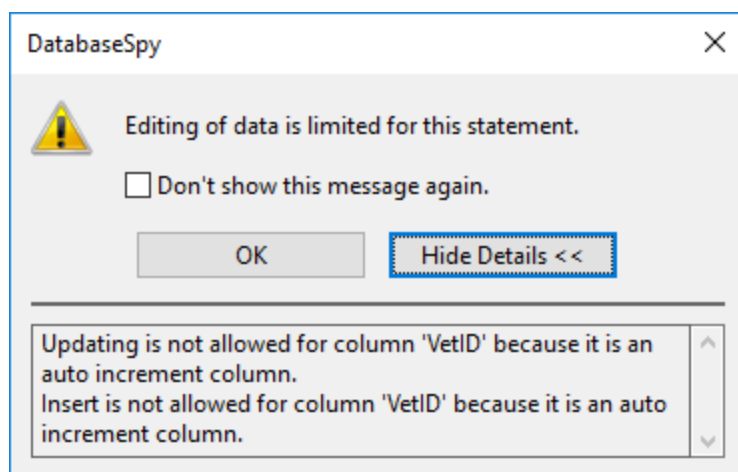 DatabaseSpy
Editing of data is limited for this statement.
Don't show this message again.
OK
Hide Details <<
Updating is not allowed for column 'VetID' because it is an
auto increment column.
Insert is not allowed for column 'VetID' because it is an auto
increment column.